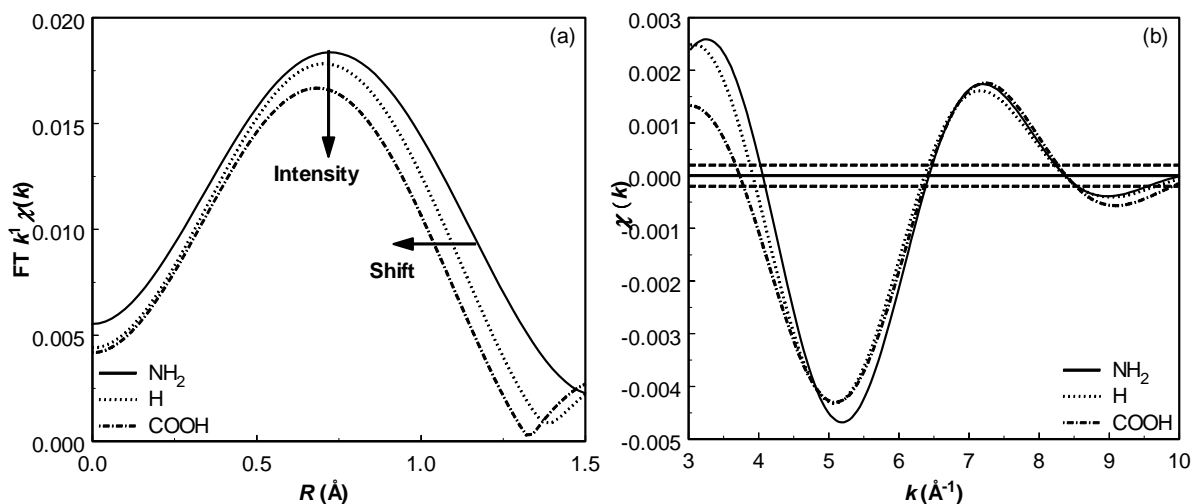 (a)
0.020
0.015
0.010
0.005
0.000
FT k¹ χ(k)
Intensity
Shift
NH₂
H
COOH
0.0
0.5
1.0
1.5
R (Å)
(b)
0.003
0.002
0.001
0.000
-0.001
-0.002
-0.003
-0.004
-0.005
χ (k)
NH₂
H
COOH
3
4
5
6
7
8
9
10
k (Å⁻¹)